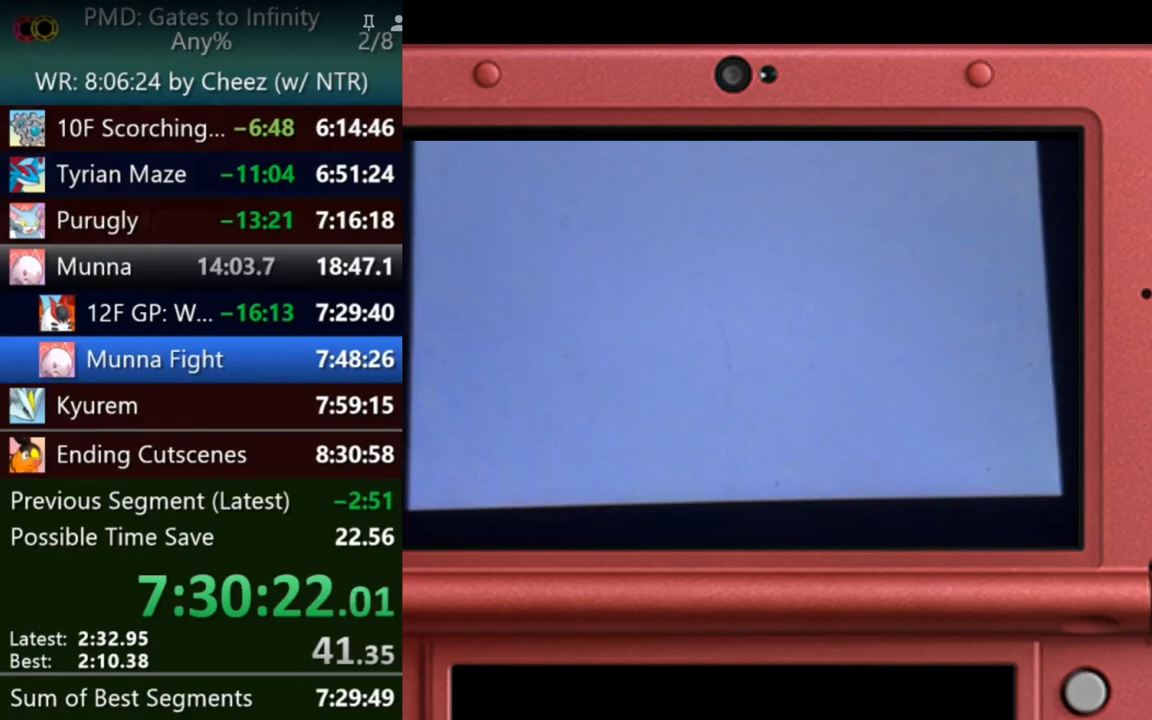 PMD: Gates to Infinity
Any% 2/8
WR: 8:06:24 by Cheez (w/ NTR)
10F Scorching... −6:48 6:14:46
Tyrian Maze −11:04 6:51:24
Purugly −13:21 7:16:18
Munna 14:03.7 18:47.1
12F GP: W... −16:13 7:29:40
Munna Fight 7:48:26
Kyurem 7:59:15
Ending Cutscenes 8:30:58
Previous Segment (Latest) −2:51
Possible Time Save 22.56
7:30:22.01
Latest: 2:32.95
Best: 2:10.38
41.35
Sum of Best Segments 7:29:49